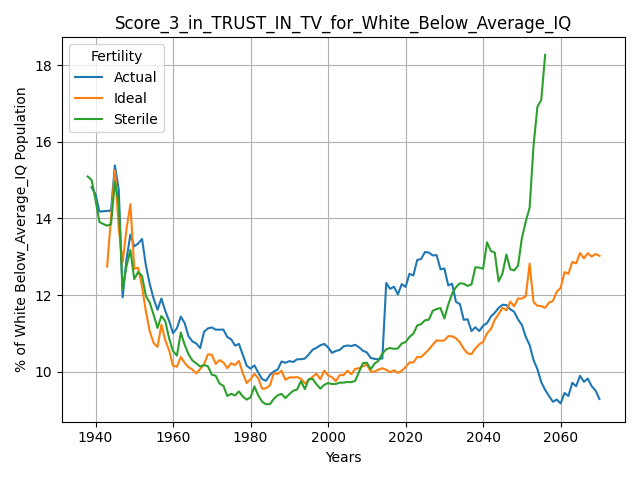 Score_3_in_TRUST_IN_TV_for_White_Below_Average_IQ
Fertility
Actual
Ideal
Sterile
% of White Below_Average_IQ Population
18
16
14
12
10
1940 1960 1980 2000 2020 2040 2060
Years